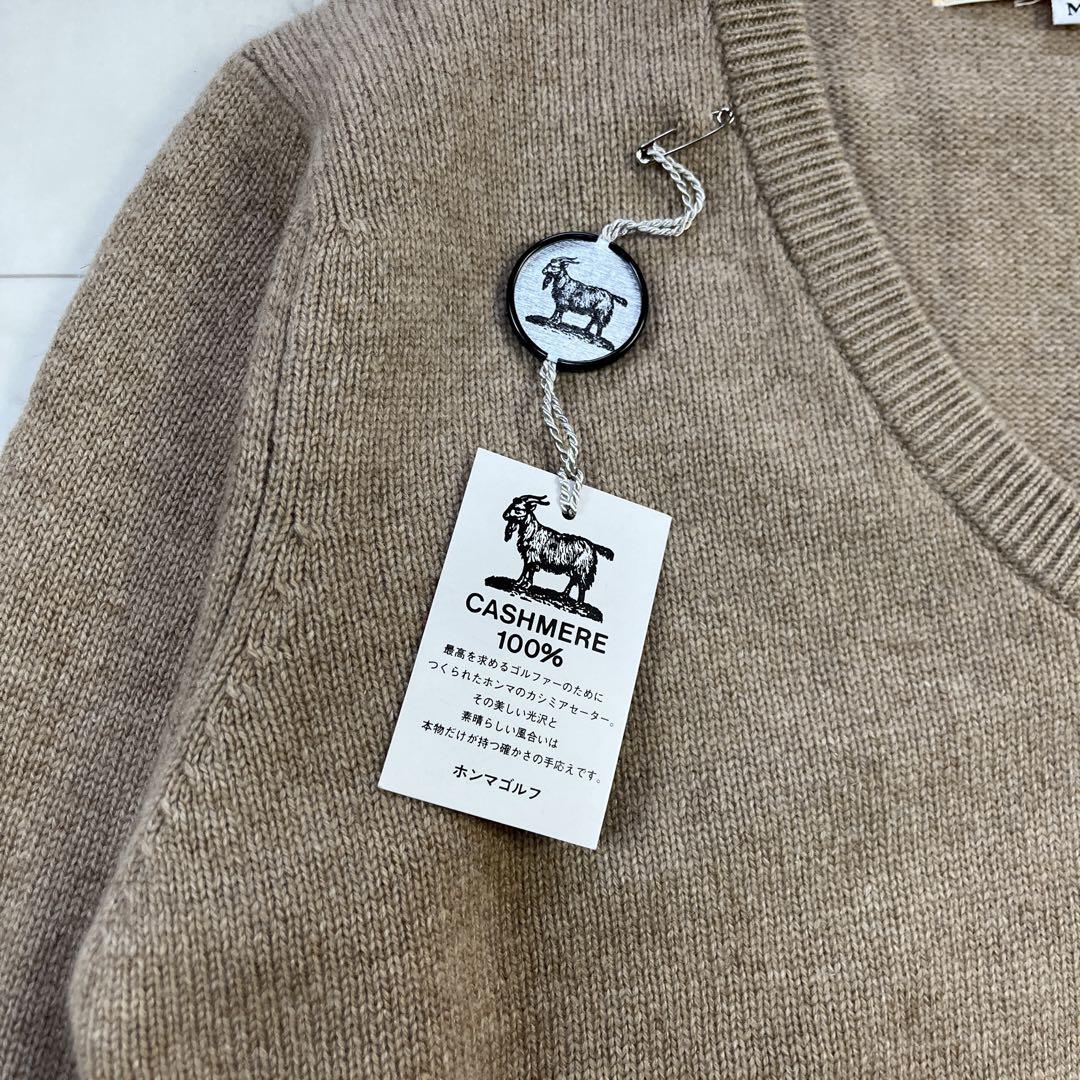 M
CASHMERE
100%
最高を求めるゴルファーのために
つくられたホンマのカシミアセーター。
その美しい光沢と
素晴らしい風合いは
本物だけが持つ確かさの手応えです。
ホンマゴルフ